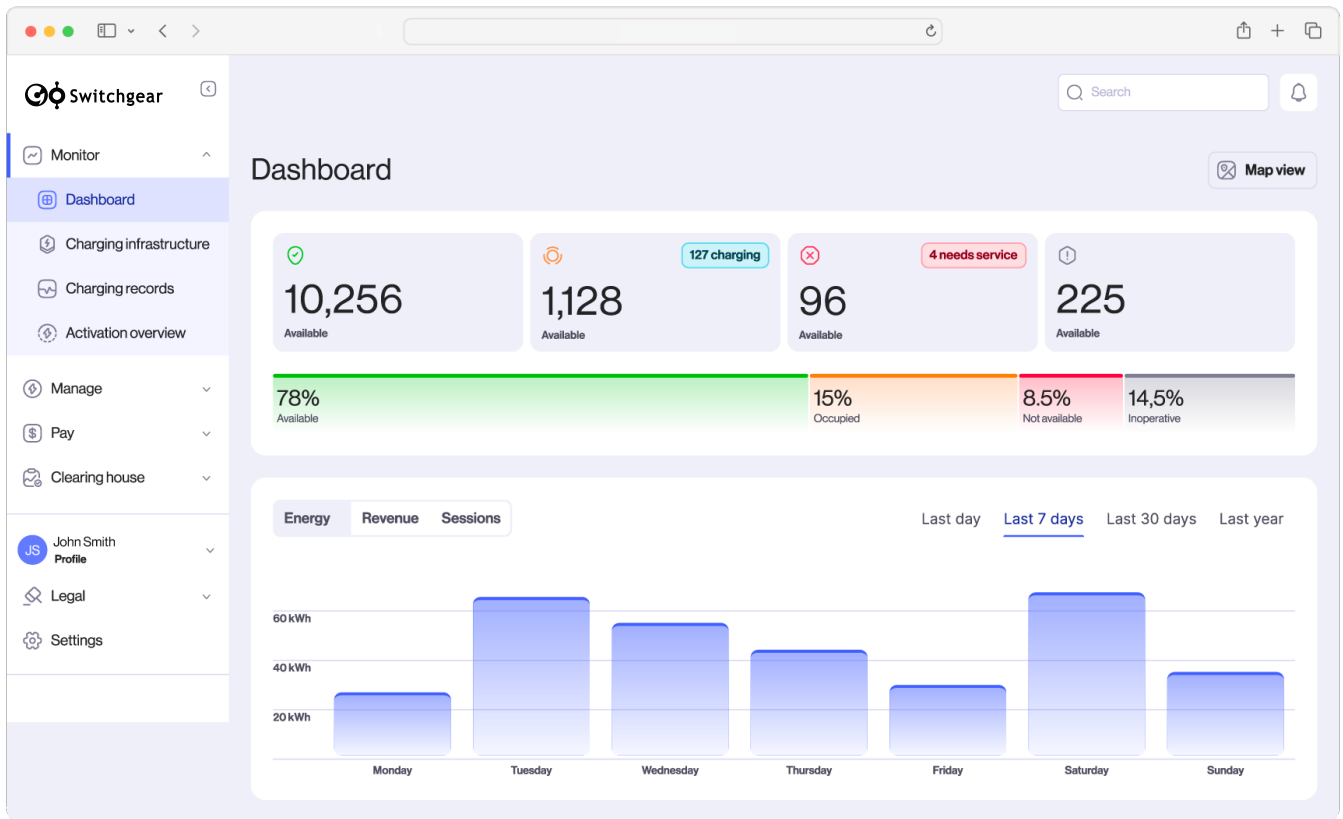 Switchgear
Search
Monitor
Dashboard
Charging infrastructure
Charging records
Activation overview
Manage
Pay
Clearing house
JS
John Smith
Profile
Legal
Settings
Dashboard
Map view
10,256
Available
127 charging
1,128
Available
4 needs service
96
Available
225
Available
78%
Available
15%
Occupied
8.5%
Not available
14,5%
Inoperative
Energy Revenue Sessions
Last day Last 7 days Last 30 days Last year
60 kWh
40 kWh
20 kWh
Monday Tuesday Wednesday Thursday Friday Saturday Sunday